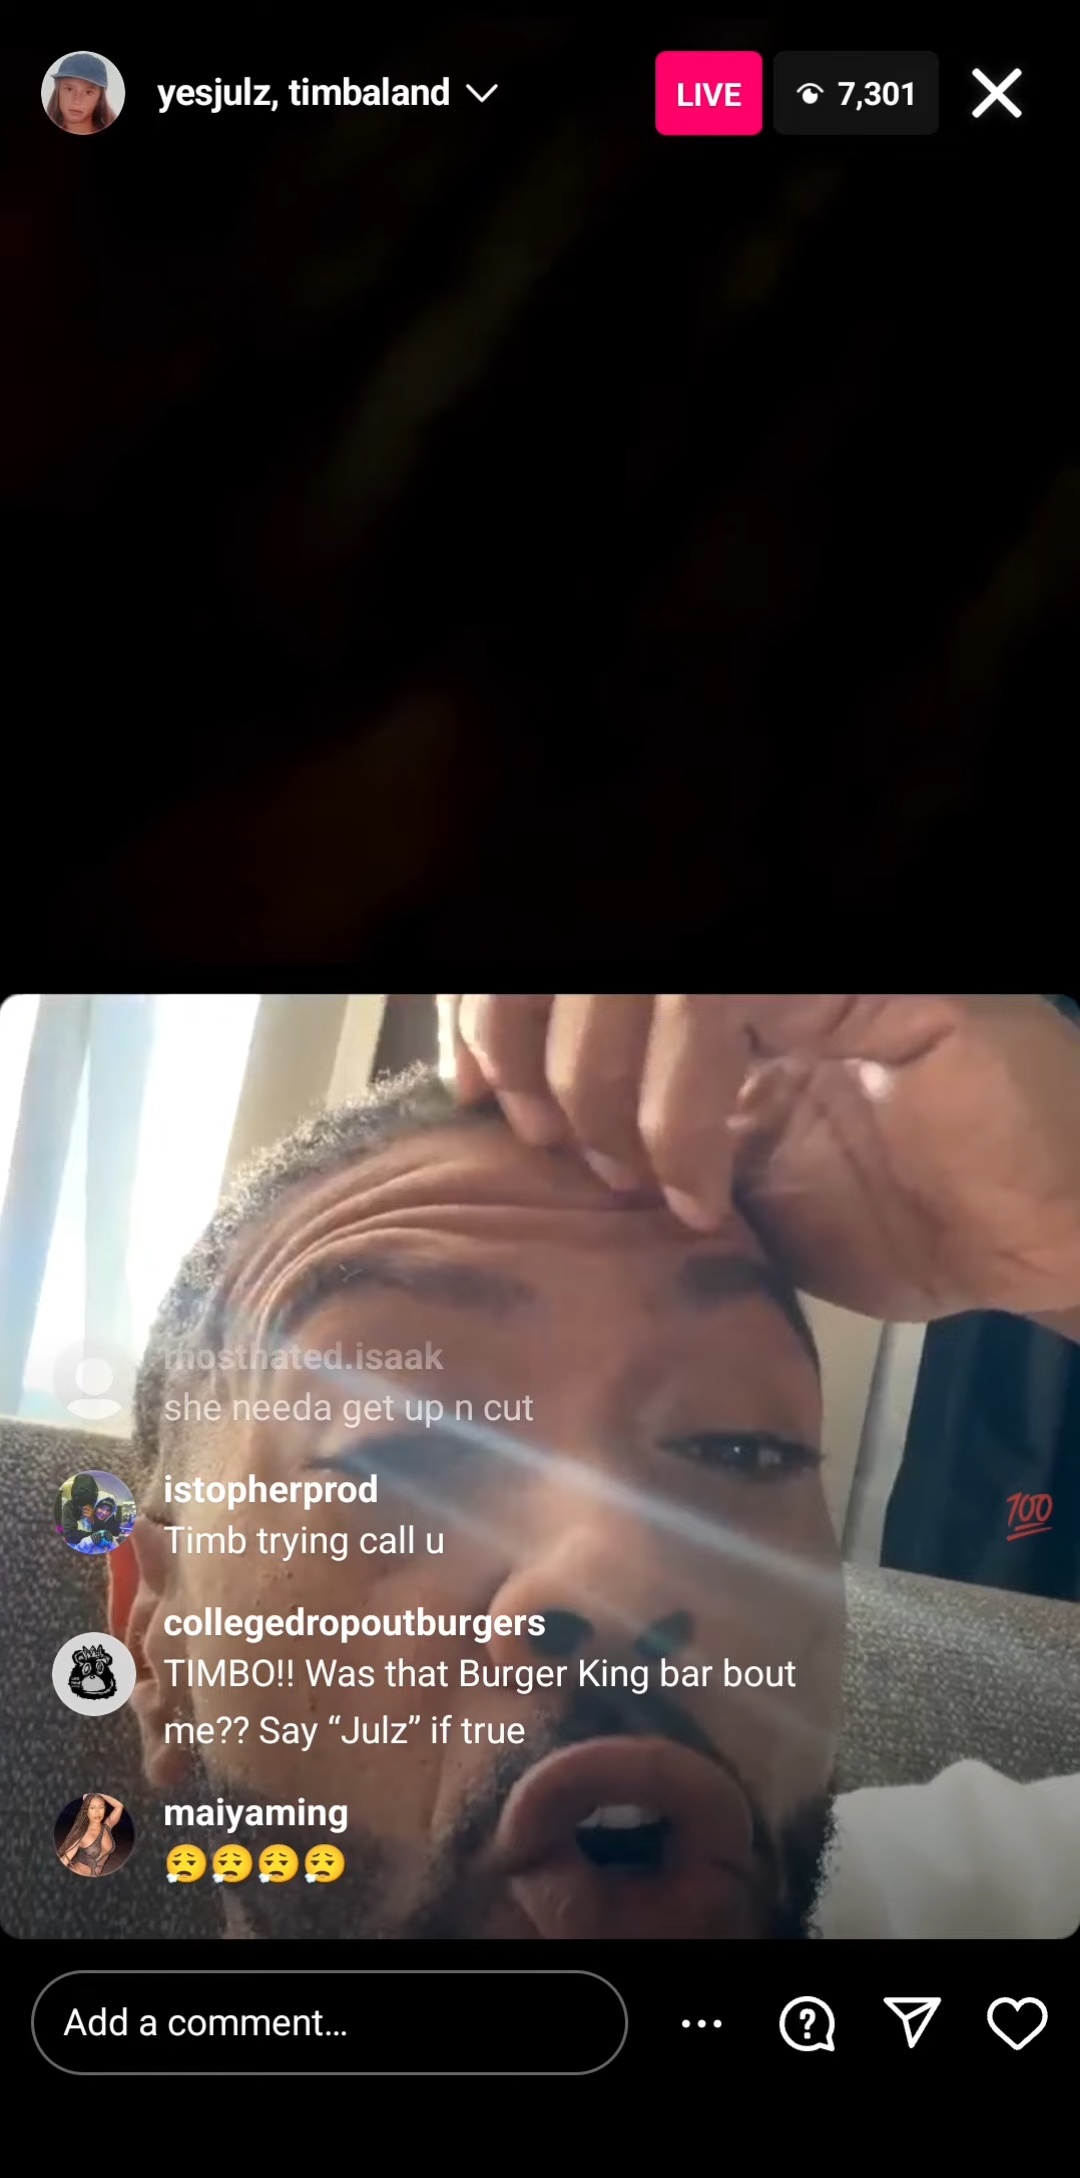 yesjulz, timbaland
LIVE
7,301
mosthated.isaak
she needa get up n cut
istopherprod
Timb trying call u
collegedropoutburgers
TIMBO!! Was that Burger King bar bout
me?? Say “Julz” if true
maiyaming
😮‍💨😮‍💨😮‍💨😮‍💨
💯
Add a comment...